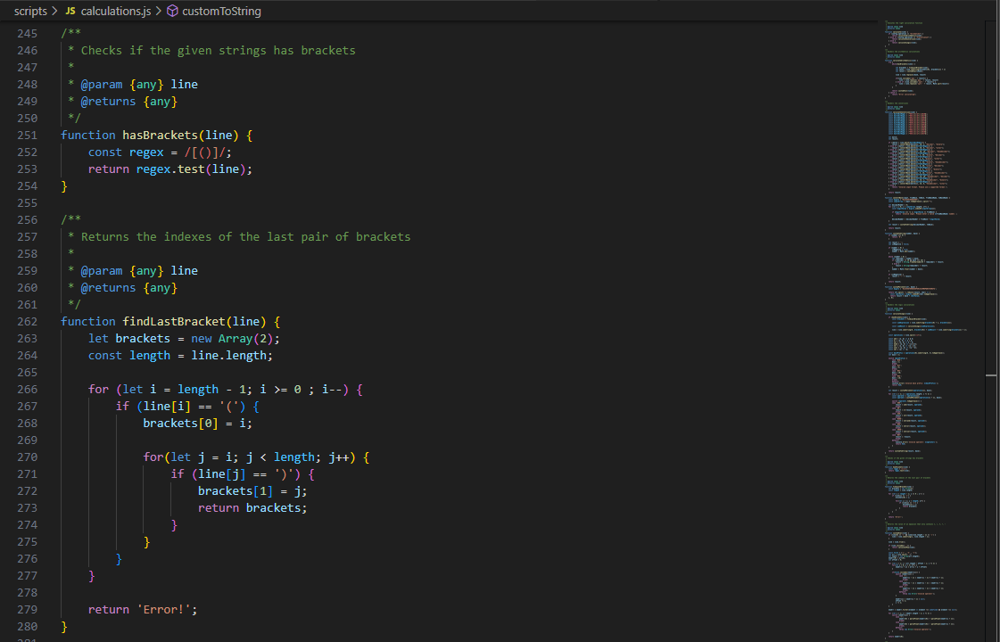 scripts > JS calculations.js > customToString
245 /**
246  * Checks if the given strings has brackets
247  *
248  * @param {any} line
249  * @returns {any}
250  */
251 function hasBrackets(line) {
252     const regex = /[()]/;
253     return regex.test(line);
254 }
255
256 /**
257  * Returns the indexes of the last pair of brackets
258  *
259  * @param {any} line
260  * @returns {any}
261  */
262 function findLastBracket(line) {
263     let brackets = new Array(2);
264     const length = line.length;
265
266     for (let i = length - 1; i >= 0 ; i--) {
267         if (line[i] == '(') {
268             brackets[0] = i;
269
270             for(let j = i; j < length; j++) {
271                 if (line[j] == ')') {
272                     brackets[1] = j;
273                     return brackets;
274                 }
275             }
276         }
277     }
278
279     return 'Error!';
280 }